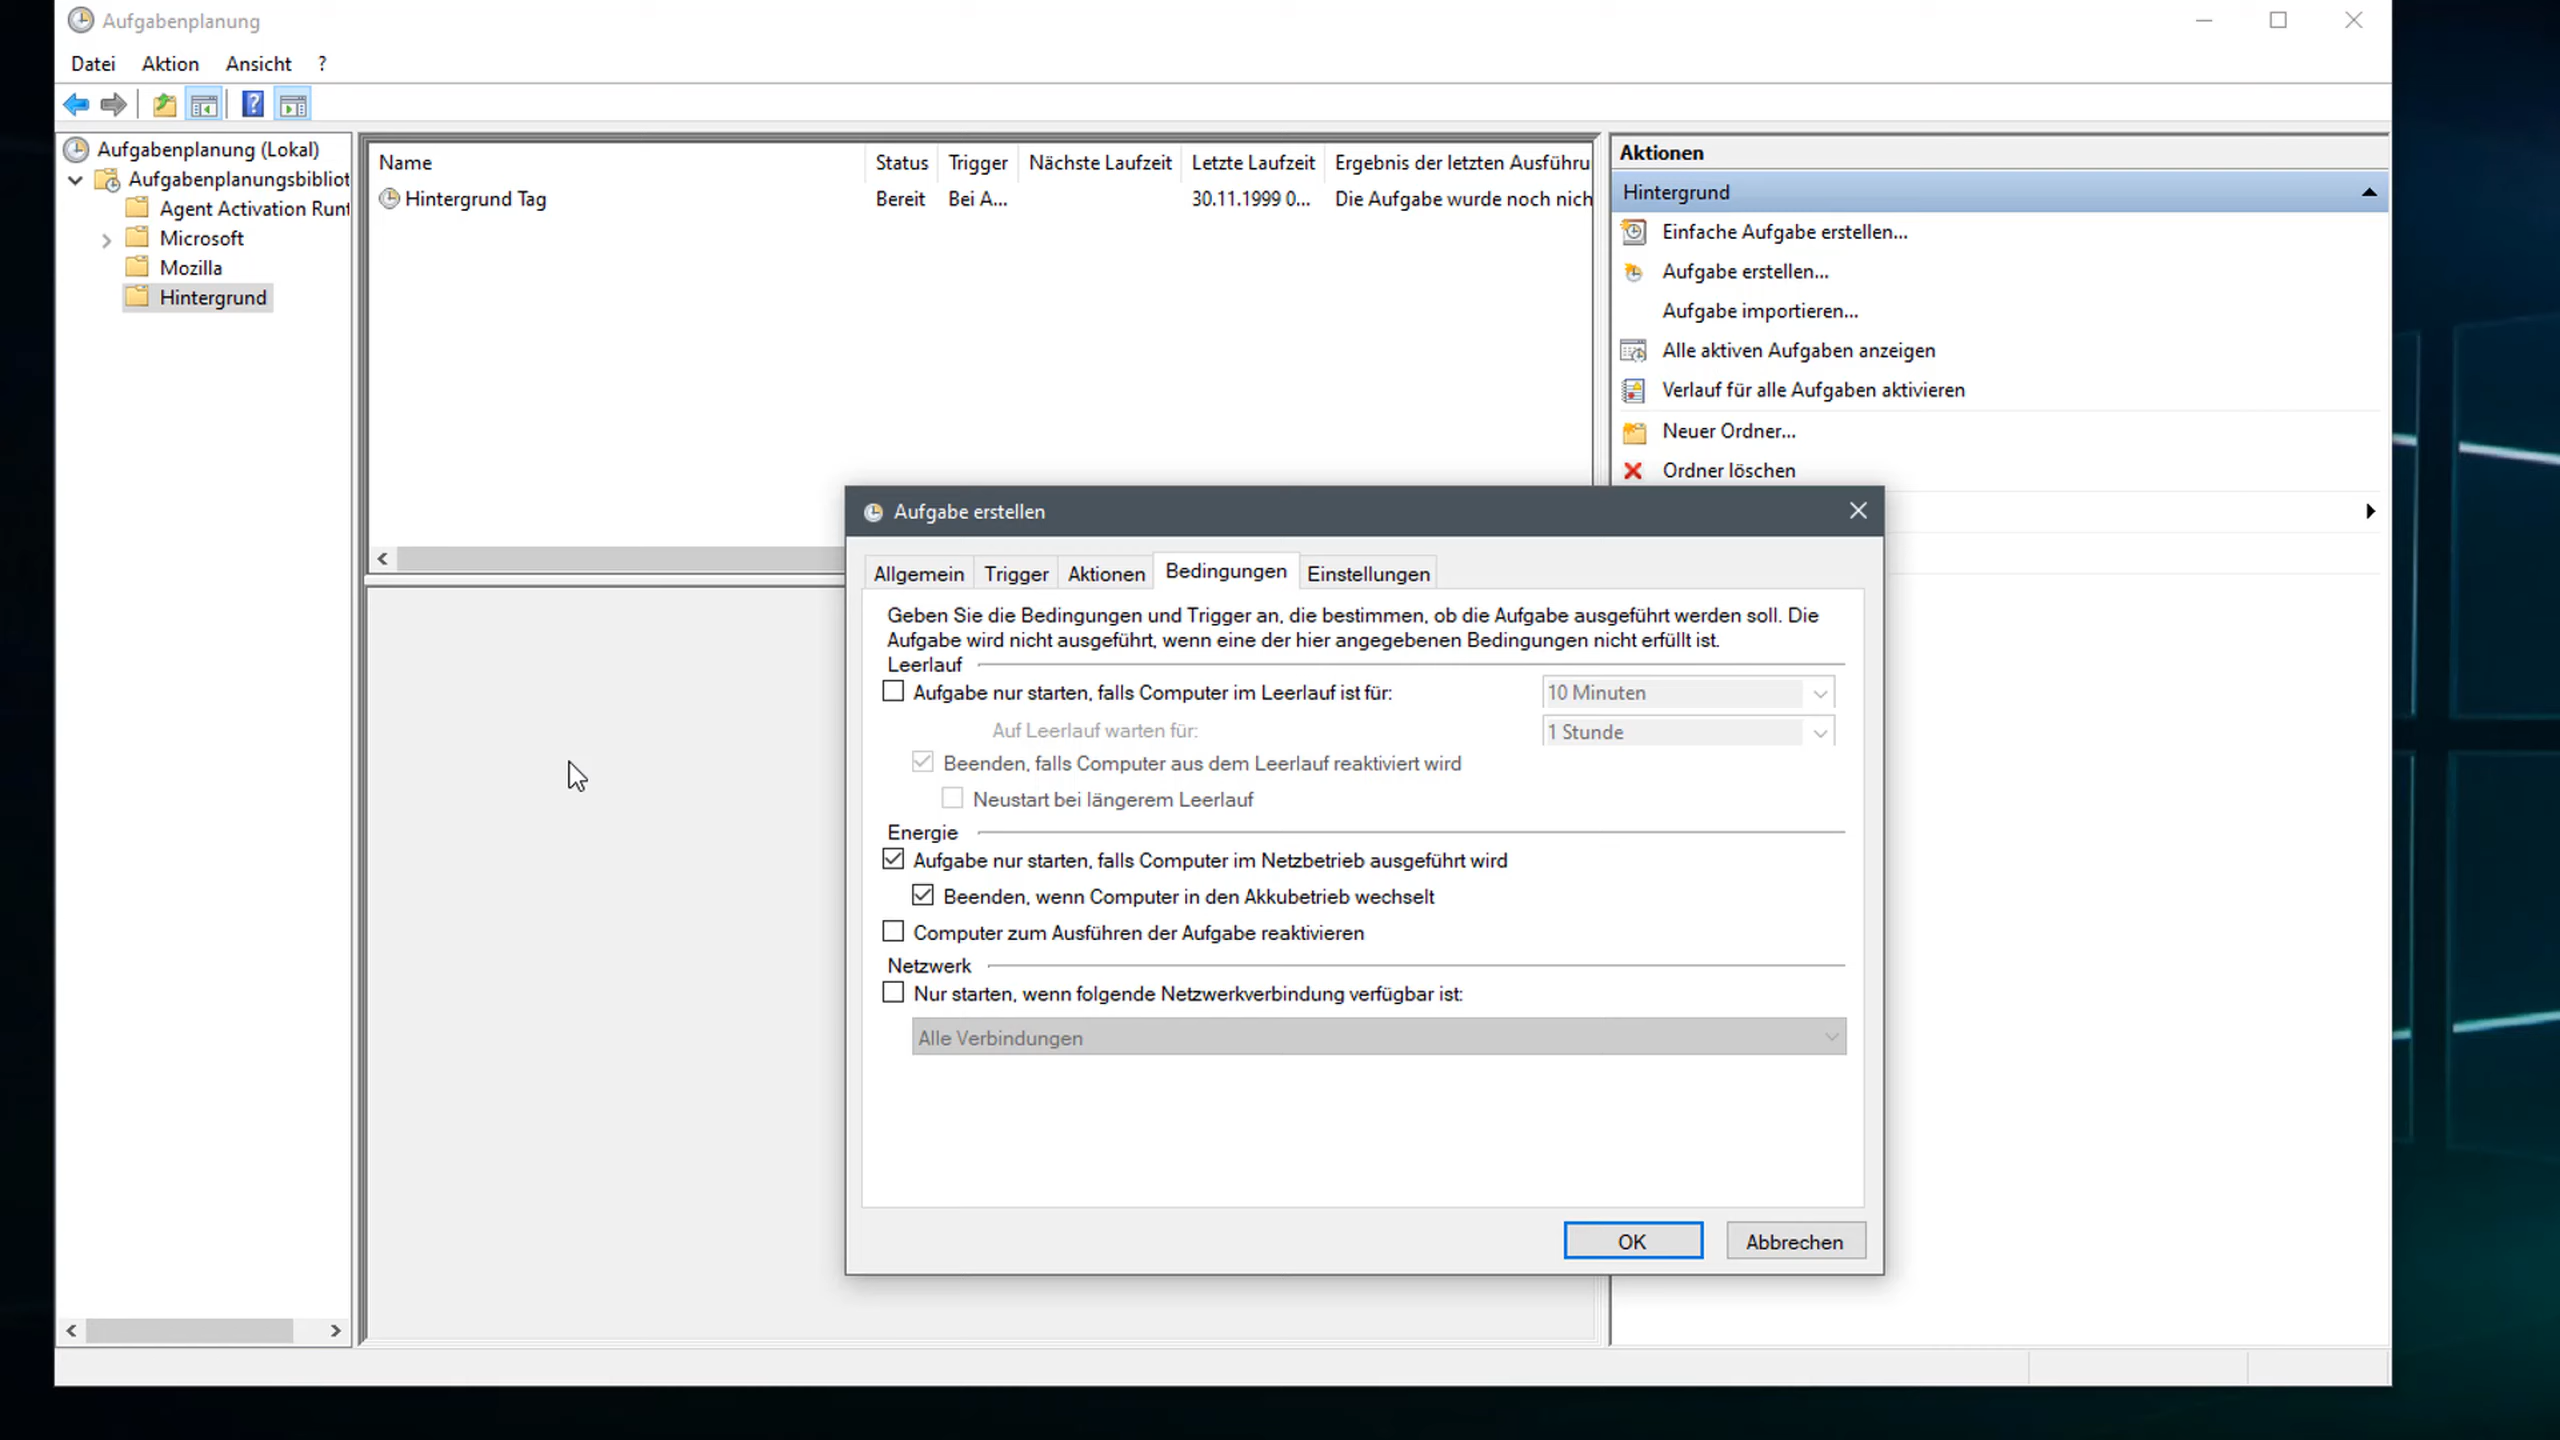 Aufgabenplanung
Datei Aktion Ansicht ?
Aufgabenplanung (Lokal)
Aufgabenplanungsbibliot
Agent Activation Runt
Microsoft
Mozilla
Hintergrund
Name Status Trigger Nächste Laufzeit Letzte Laufzeit Ergebnis der letzten Ausführu
Hintergrund Tag Bereit Bei A... 30.11.1999 0... Die Aufgabe wurde noch nich
Aktionen
Hintergrund
Einfache Aufgabe erstellen...
Aufgabe erstellen...
Aufgabe importieren...
Alle aktiven Aufgaben anzeigen
Verlauf für alle Aufgaben aktivieren
Neuer Ordner...
Ordner löschen
Aufgabe erstellen
Allgemein Trigger Aktionen Bedingungen Einstellungen
Geben Sie die Bedingungen und Trigger an, die bestimmen, ob die Aufgabe ausgeführt werden soll. Die
Aufgabe wird nicht ausgeführt, wenn eine der hier angegebenen Bedingungen nicht erfüllt ist.
Leerlauf
Aufgabe nur starten, falls Computer im Leerlauf ist für: 10 Minuten
Auf Leerlauf warten für: 1 Stunde
Beenden, falls Computer aus dem Leerlauf reaktiviert wird
Neustart bei längerem Leerlauf
Energie
Aufgabe nur starten, falls Computer im Netzbetrieb ausgeführt wird
Beenden, wenn Computer in den Akkubetrieb wechselt
Computer zum Ausführen der Aufgabe reaktivieren
Netzwerk
Nur starten, wenn folgende Netzwerkverbindung verfügbar ist:
Alle Verbindungen
OK Abbrechen